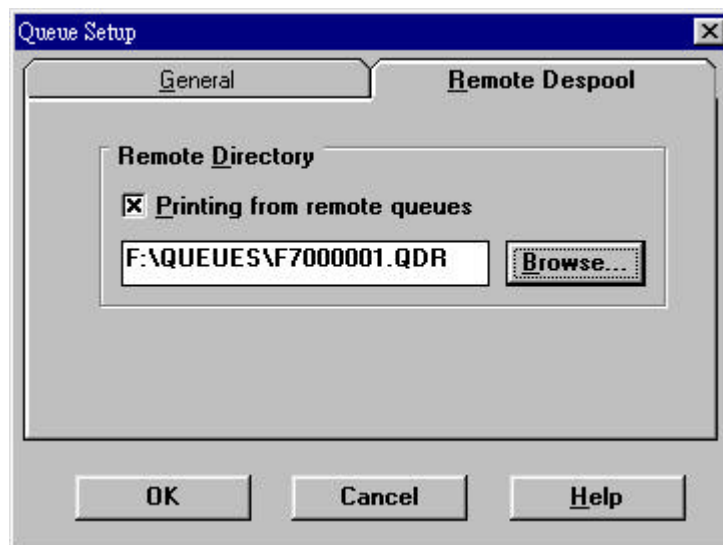 Queue Setup
General
Remote Despool
Remote Directory
Printing from remote queues
F:\QUEUES\F7000001.QDR
Browse...
OK
Cancel
Help